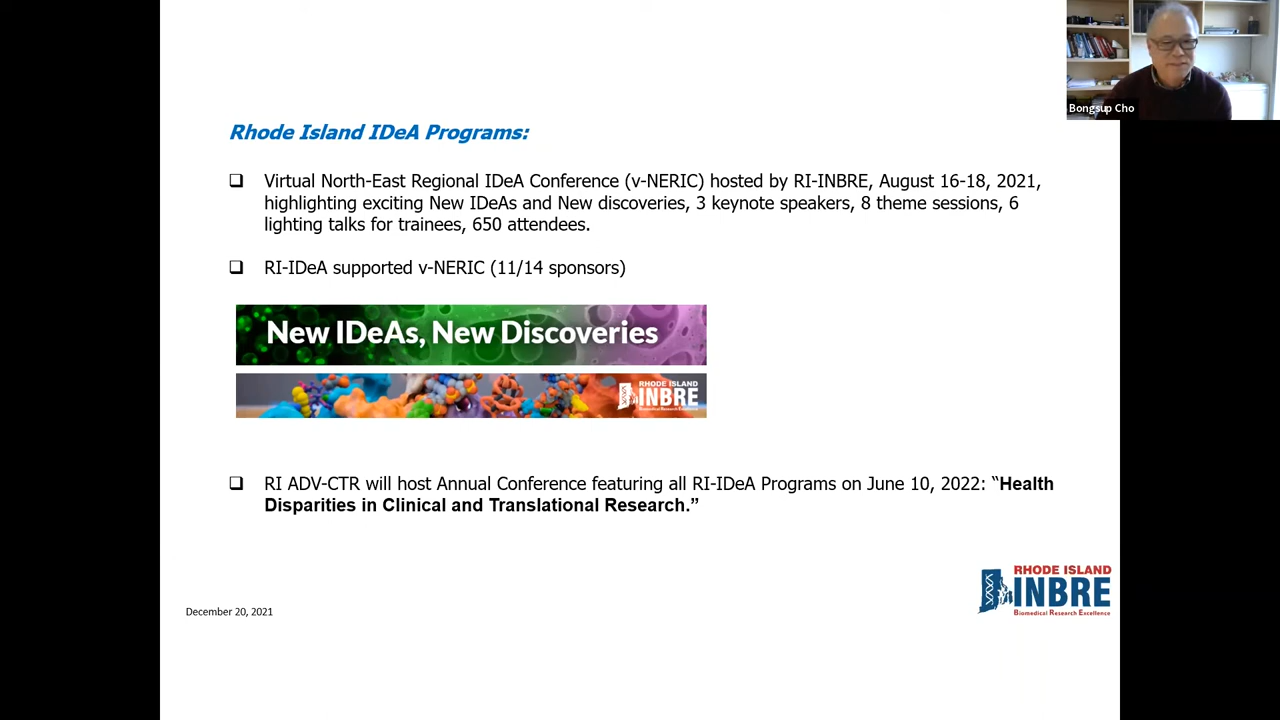 Bongsup Cho
Rhode Island IDeA Programs:
❑ Virtual North-East Regional IDeA Conference (v-NERIC) hosted by RI-INBRE, August 16-18, 2021,
highlighting exciting New IDeAs and New discoveries, 3 keynote speakers, 8 theme sessions, 6
lighting talks for trainees, 650 attendees.
❑ RI-IDeA supported v-NERIC (11/14 sponsors)
New IDeAs, New Discoveries
RHODE ISLAND
INBRE
Biomedical Research Excellence
❑ RI ADV-CTR will host Annual Conference featuring all RI-IDeA Programs on June 10, 2022: “Health
Disparities in Clinical and Translational Research.”
RHODE ISLAND
INBRE
Biomedical Research Excellence
December 20, 2021